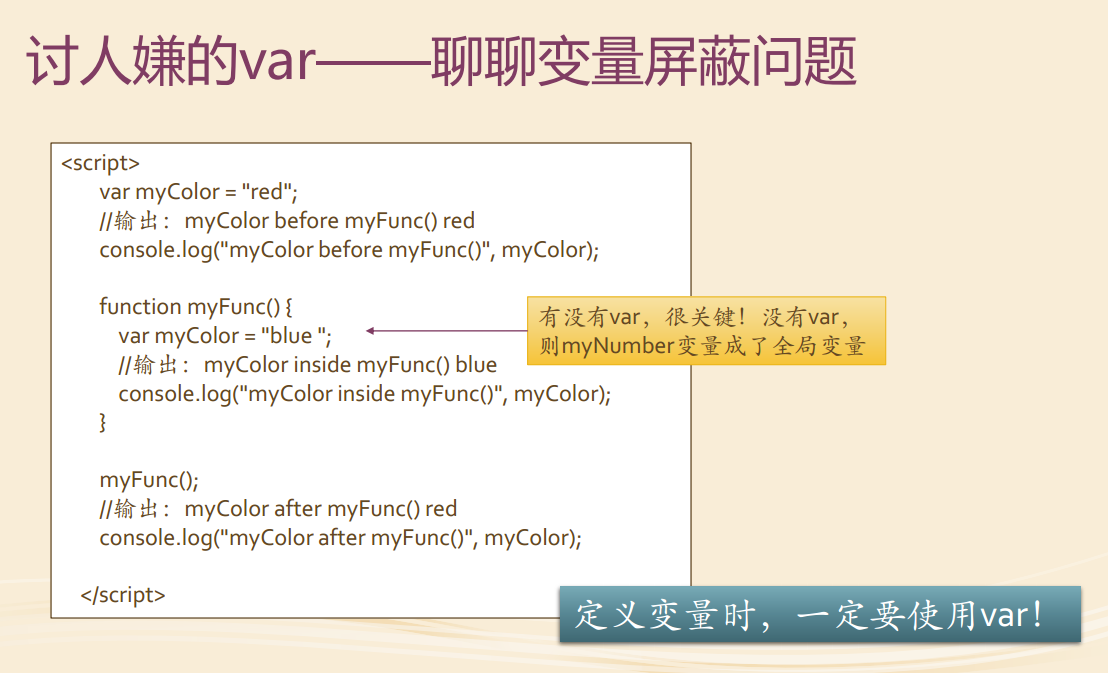 讨人嫌的var——聊聊变量屏蔽问题
<script>
var myColor = "red";
//输出：myColor before myFunc() red
console.log("myColor before myFunc()", myColor);
function myFunc() {
var myColor = "blue ";
//输出：myColor inside myFunc() blue
console.log("myColor inside myFunc()", myColor);
}
myFunc();
//输出：myColor after myFunc() red
console.log("myColor after myFunc()", myColor);
</script>
有没有var，很关键！没有var，
则myNumber变量成了全局变量
定义变量时，一定要使用var！